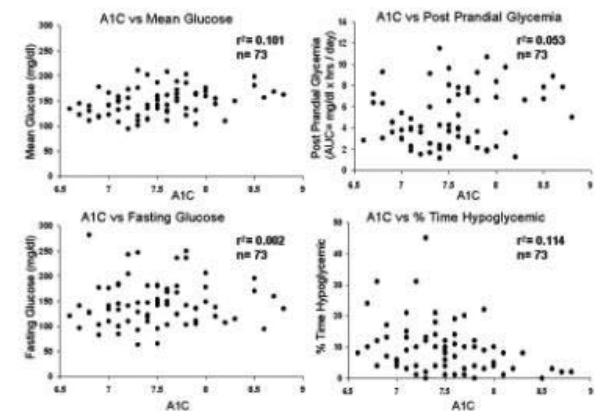 A1C vs Mean Glucose
r²= 0.101
n= 73
Mean Glucose (mg/dl)
300
250
200
150
100
50
0
6.5 7 7.5 8 8.5 9
A1C
A1C vs Post Prandial Glycemia
r²= 0.053
n= 73
Post Prandial Glycemia
(AUC= mg/dl x hrs / day)
14
12
10
8
6
4
2
0
6.5 7 7.5 8 8.5 9
A1C
A1C vs Fasting Glucose
r²= 0.002
n= 73
Fasting Glucose (mg/dl)
300
250
200
150
100
50
0
6.5 7 7.5 8 8.5 9
A1C
A1C vs % Time Hypoglycemic
r²= 0.114
n= 73
% Time Hypoglycemic
50
40
30
20
10
0
6.5 7 7.5 8 8.5 9
A1C